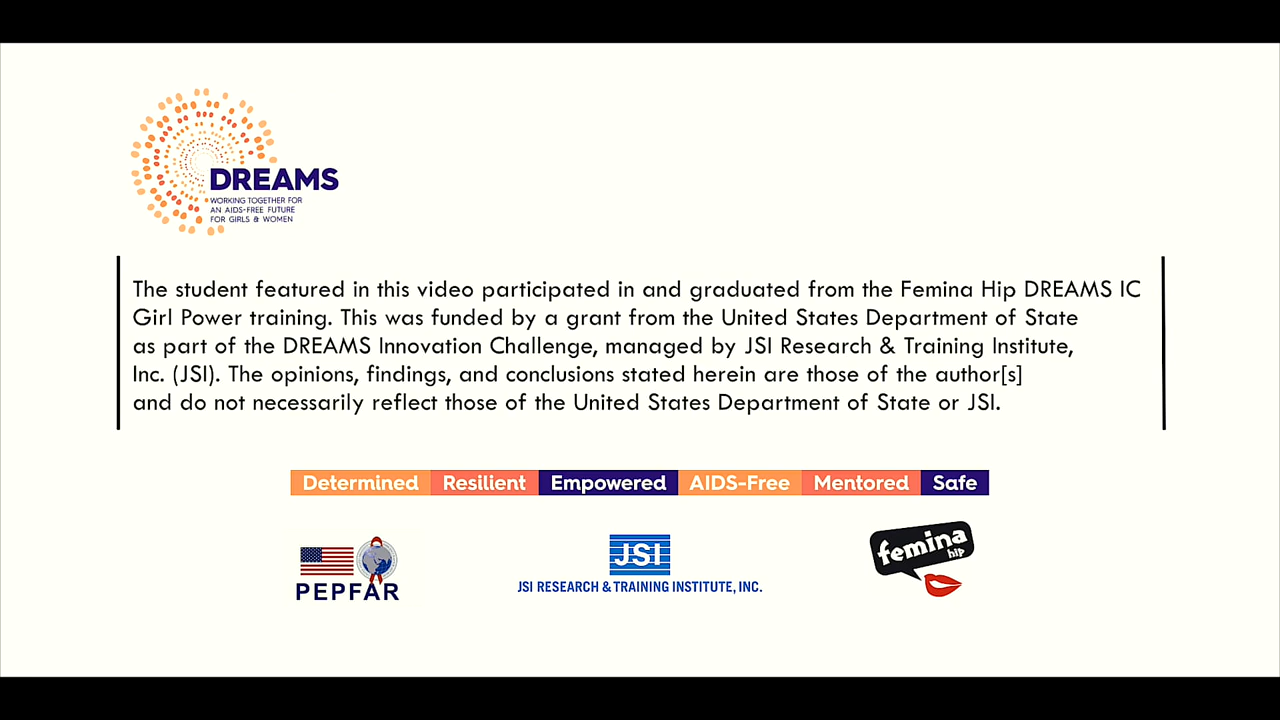 DREAMS
WORKING TOGETHER FOR
AN AIDS-FREE FUTURE
FOR GIRLS & WOMEN
The student featured in this video participated in and graduated from the Femina Hip DREAMS IC
Girl Power training. This was funded by a grant from the United States Department of State
as part of the DREAMS Innovation Challenge, managed by JSI Research & Training Institute,
Inc. (JSI). The opinions, findings, and conclusions stated herein are those of the author[s]
and do not necessarily reflect those of the United States Department of State or JSI.
Determined Resilient Empowered AIDS-Free Mentored Safe
PEPFAR
JSI
JSI RESEARCH & TRAINING INSTITUTE, INC.
femina
hip